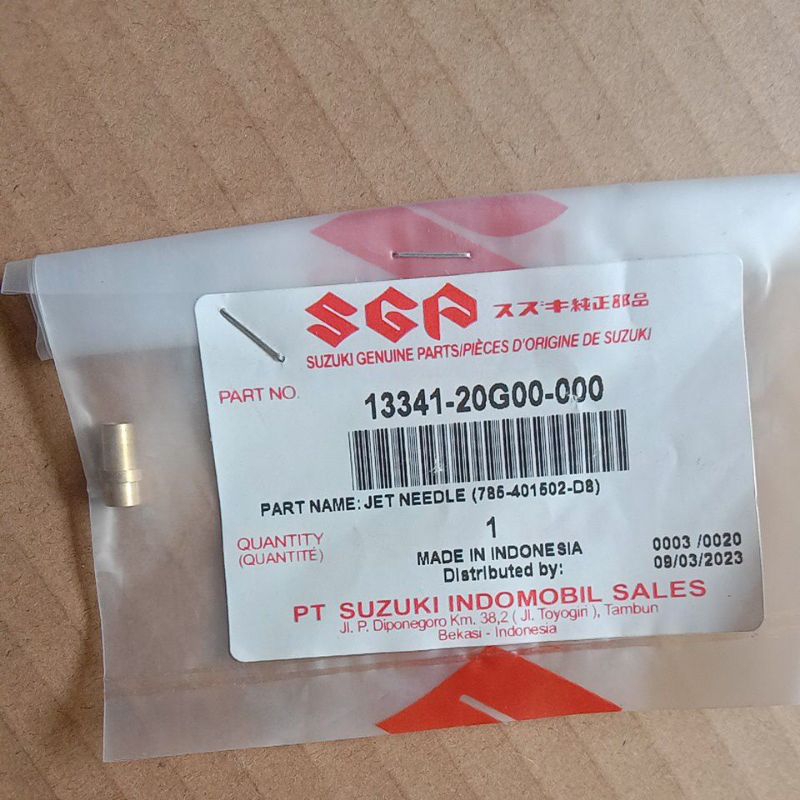 SGP スズキ純正部品
SUZUKI GENUINE PARTS/PIÈCES D'ORIGINE DE SUZUKI
PART NO. 13341-20G00-000
PART NAME: JET NEEDLE (785-401502-D8)
QUANTITY 1
(QUANTITÉ)
MADE IN INDONESIA 0003 /0020
Distributed by: 09/03/2023
PT SUZUKI INDOMOBIL SALES
Jl. P. Diponegoro Km. 38,2 ( Jl. Toyogiri ), Tambun
Bekasi - Indonesia